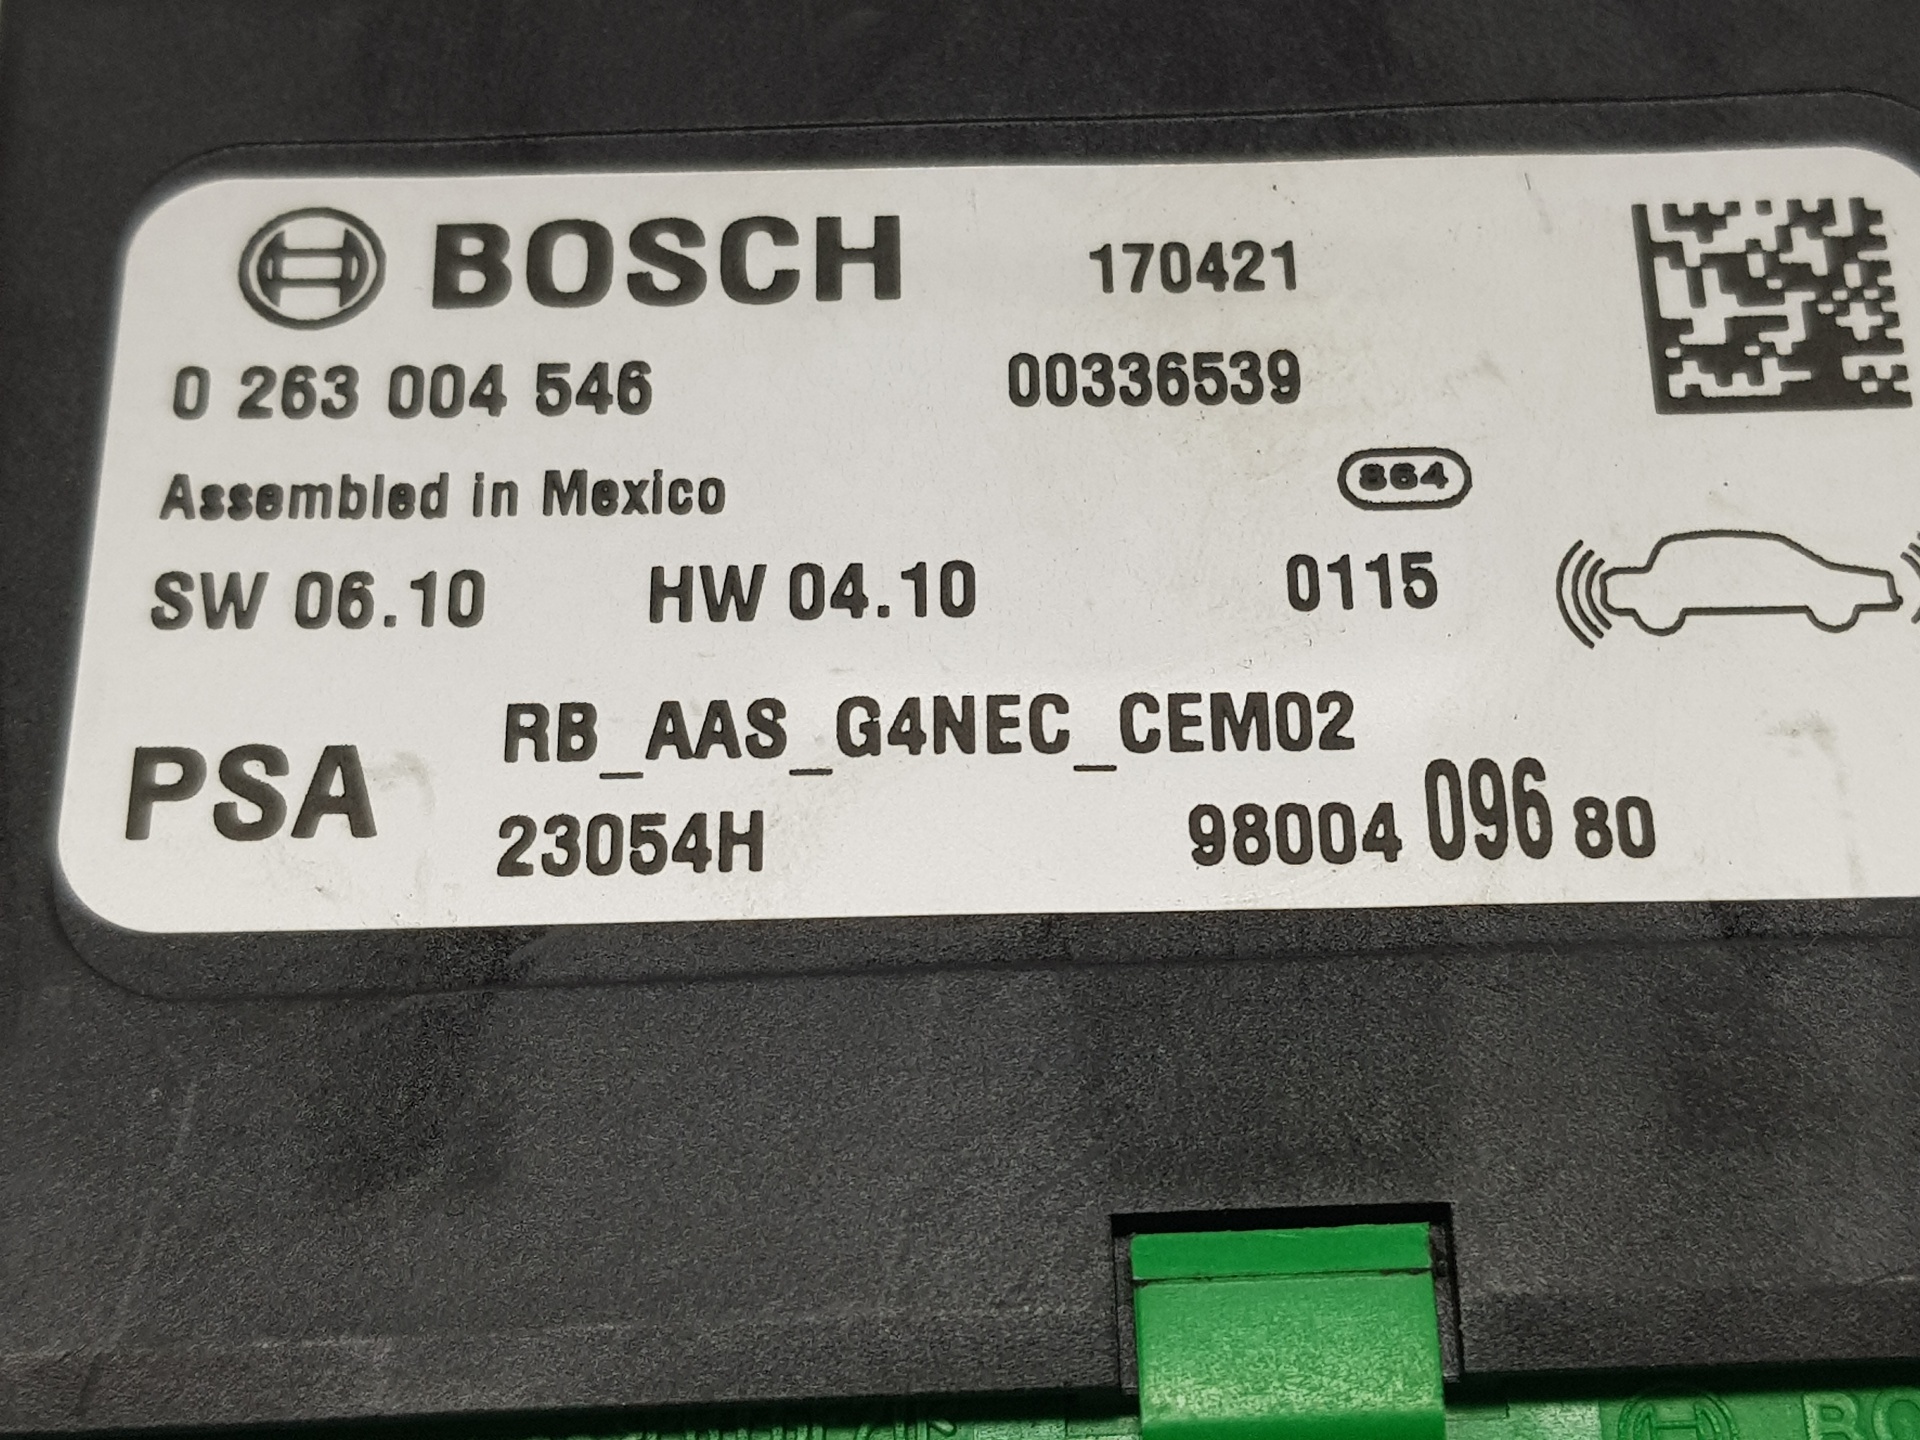 BOSCH 170421
0 263 004 546 00336539
Assembled in Mexico 864
SW 06.10 HW 04.10 0115
RB_AAS_G4NEC_CEM02
PSA
23054H 98004 096 80